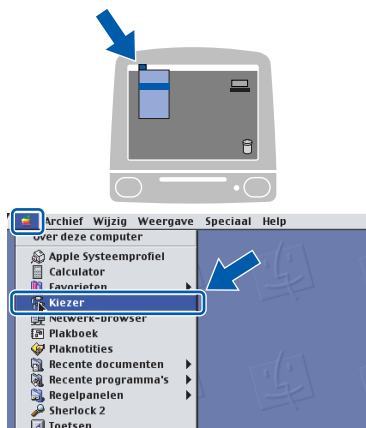 Archief Wijzig Weergave Speciaal Help
Over deze computer
Apple Systeemprofiel
Calculator
Favorieten
Kiezer
Netwerk-browser
Plakboek
Plaknotities
Recente documenten
Recente programma's
Regelpanelen
Sherlock 2
Toetsen